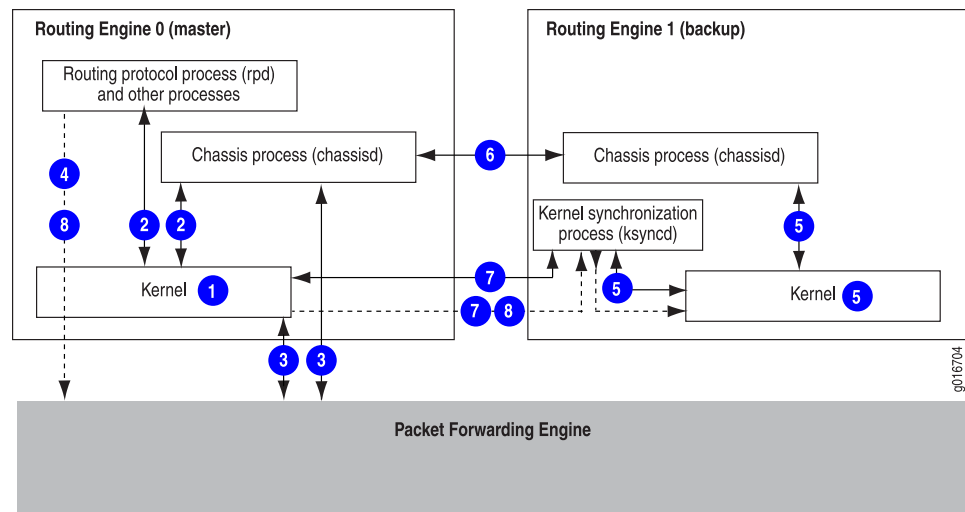 Routing Engine 0 (master)
Routing protocol process (rpd)
and other processes
Chassis process (chassisd)
4
8
2
2
Kernel 1
3
3
6
7
7 8
Routing Engine 1 (backup)
Chassis process (chassisd)
Kernel synchronization
process (ksyncd)
5
5
Kernel 5
g016704
Packet Forwarding Engine